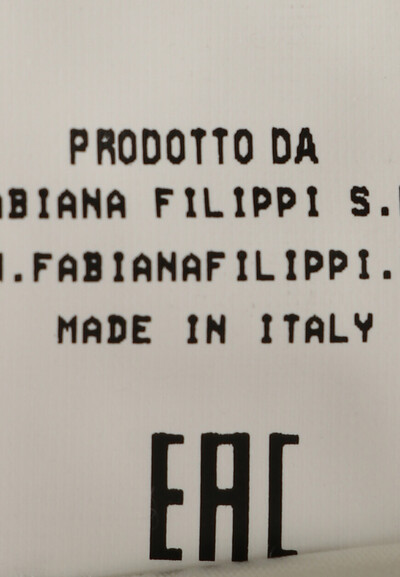 PRODOTTO DA
ABIANA FILIPPI S.
.FABIANAFILIPPI.
MADE IN ITALY
EAC